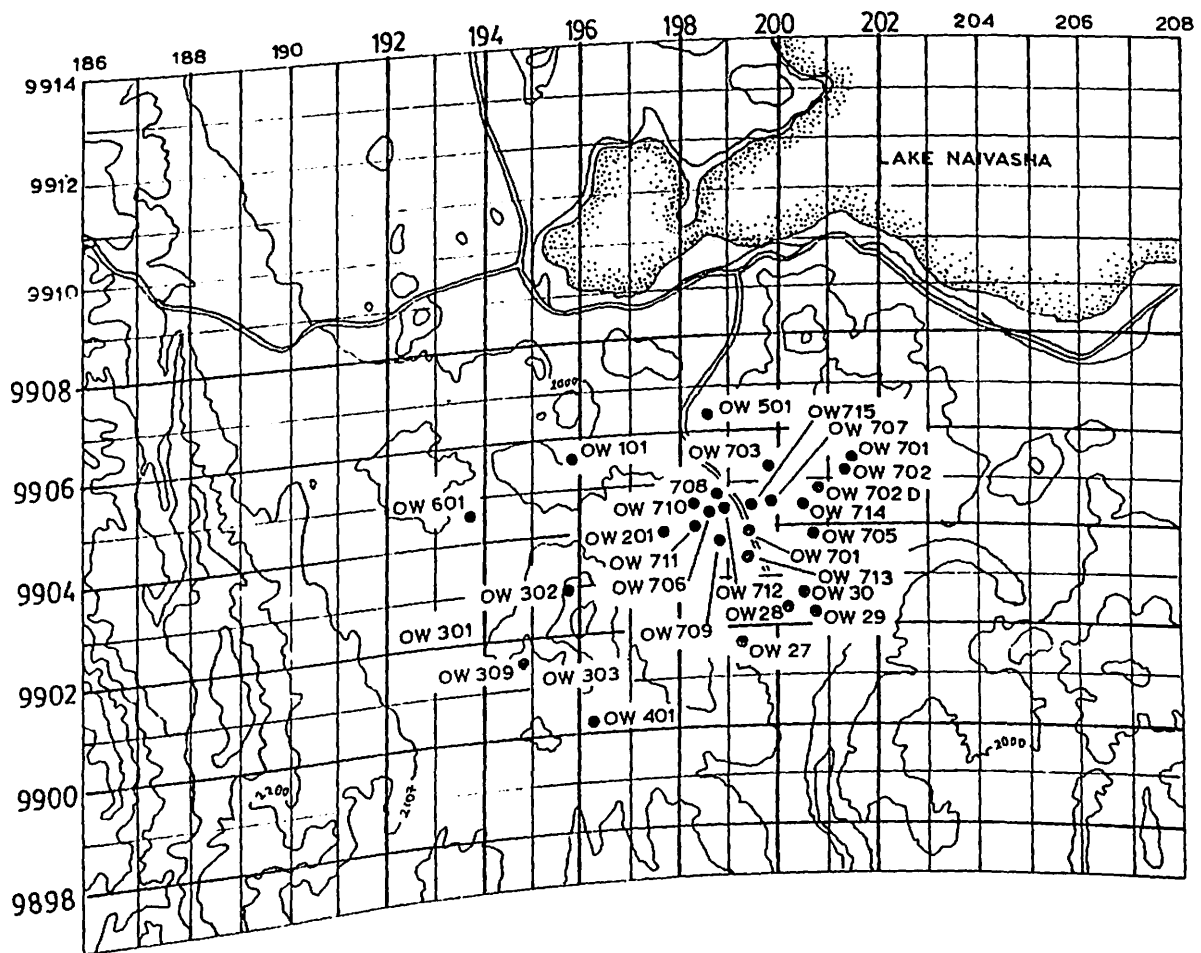 186 188 190 192 194 196 198 200 202 204 206 208
9914
LAKE NAIVASHA
9912
9910
9908
2000
OW 501
OW 715
OW 707
OW 101
OW 703
OW 701
OW 702
9906
708
OW 702 D
OW 601
OW 710
OW 714
OW 201
OW 705
OW 711
OW 701
OW 706
OW 712
OW 713
9904
OW 302
OW 28
OW 30
OW 29
OW 301
OW 709
OW 27
OW 309
OW 303
9902
OW 401
2000
9900
2200
2107
9898